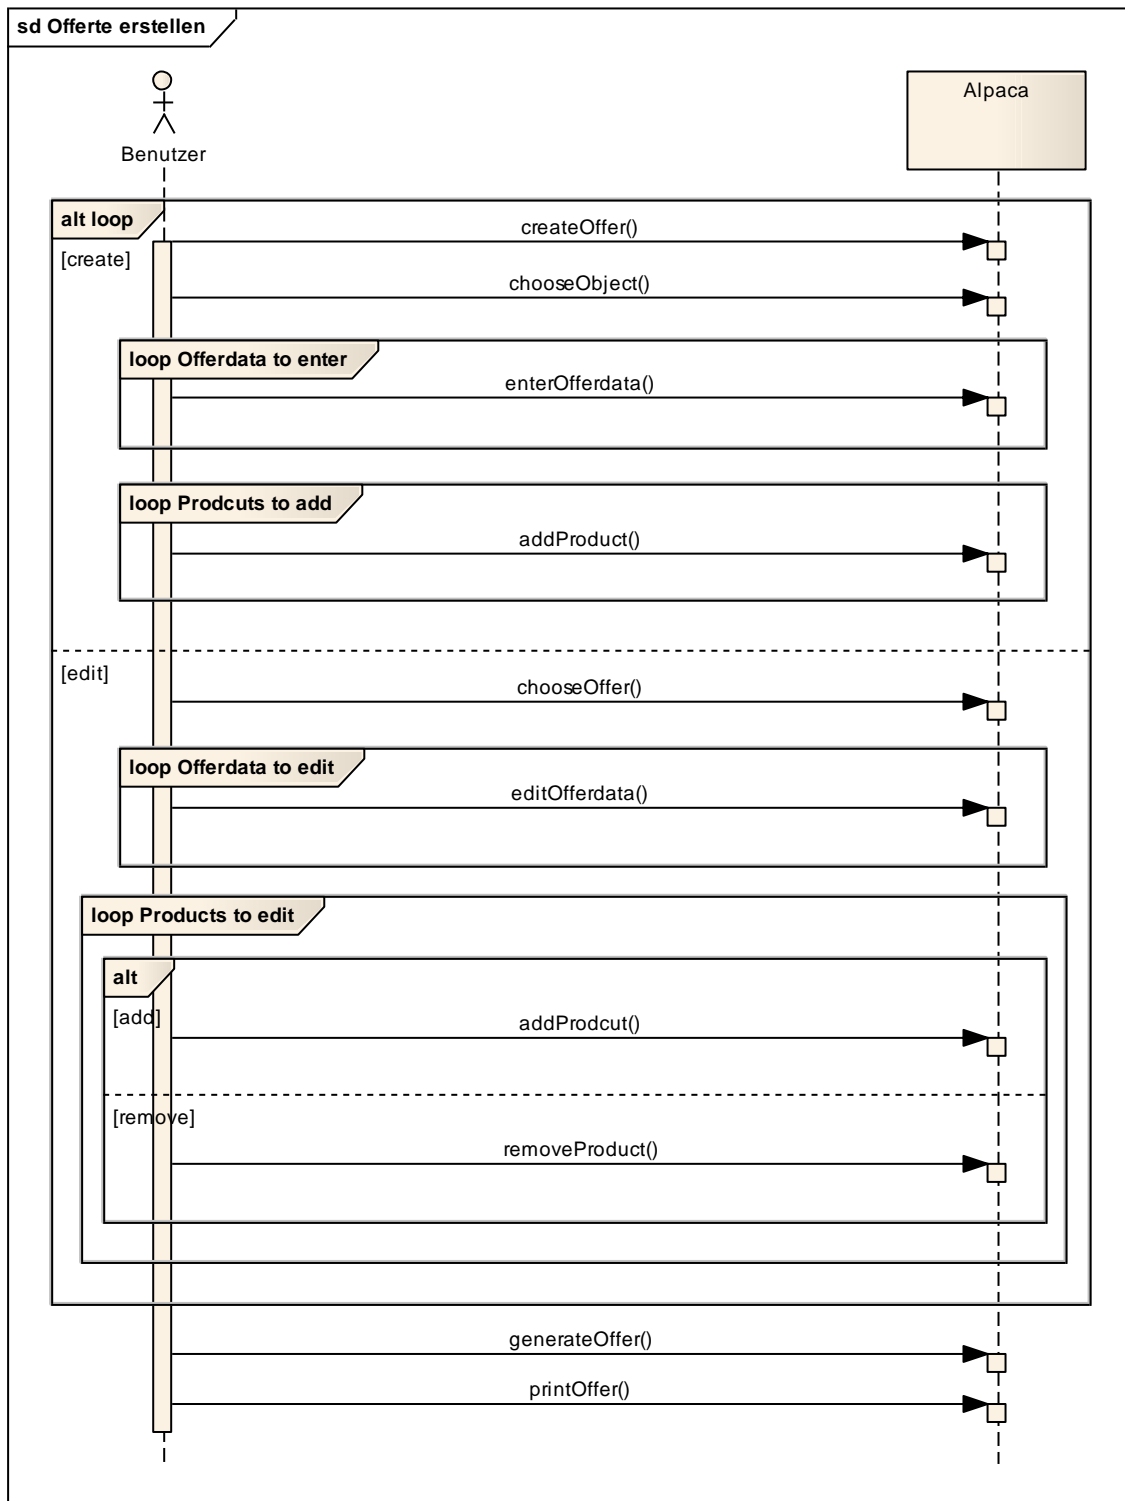 sd Offerte erstellen
Benutzer
Alpaca
alt loop
createOffer()
[create]
chooseObject()
loop Offerdata to enter
enterOfferdata()
loop Prodcuts to add
addProduct()
[edit]
chooseOffer()
loop Offerdata to edit
editOfferdata()
loop Products to edit
alt
[add]
addProdcut()
[remove]
removeProduct()
generateOffer()
printOffer()